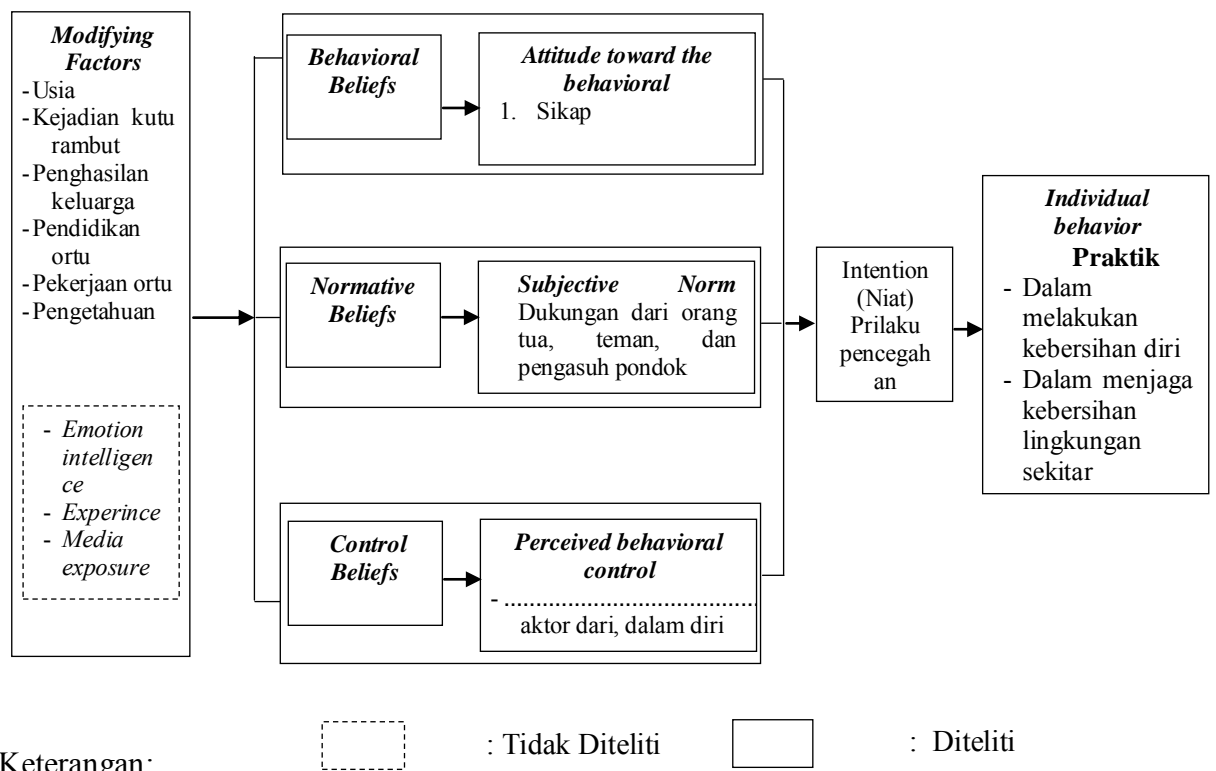 Modifying
Factors
- Usia
- Kejadian kutu
rambut
- Penghasilan
keluarga
- Pendidikan
ortu
- Pekerjaan ortu
- Pengetahuan
- Emotion
intelligen
ce
- Experince
- Media
exposure
Behavioral
Beliefs
Attitude toward the
behavioral
1. Sikap
Normative
Beliefs
Subjective Norm
Dukungan dari orang
tua, teman, dan
pengasuh pondok
Control
Beliefs
Perceived behavioral
control
- ........................................
aktor dari, dalam diri
Intention
(Niat)
Prilaku
pencegah
an
Individual
behavior
Praktik
- Dalam
melakukan
kebersihan diri
- Dalam menjaga
kebersihan
lingkungan
sekitar
Keterangan:
: Tidak Diteliti
: Diteliti